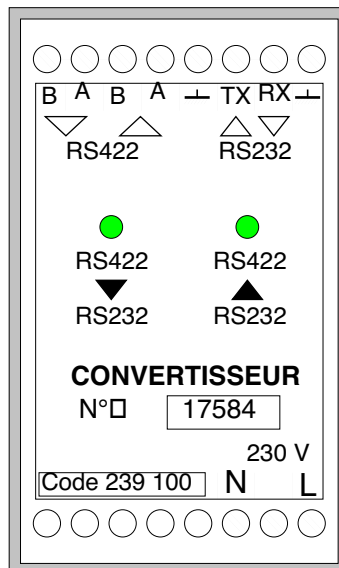 B A B A ⏊ TX RX ⏊
RS422 RS232
RS422 RS422
RS232 RS232
CONVERTISSEUR
N° 17584
230 V
Code 239 100 N L